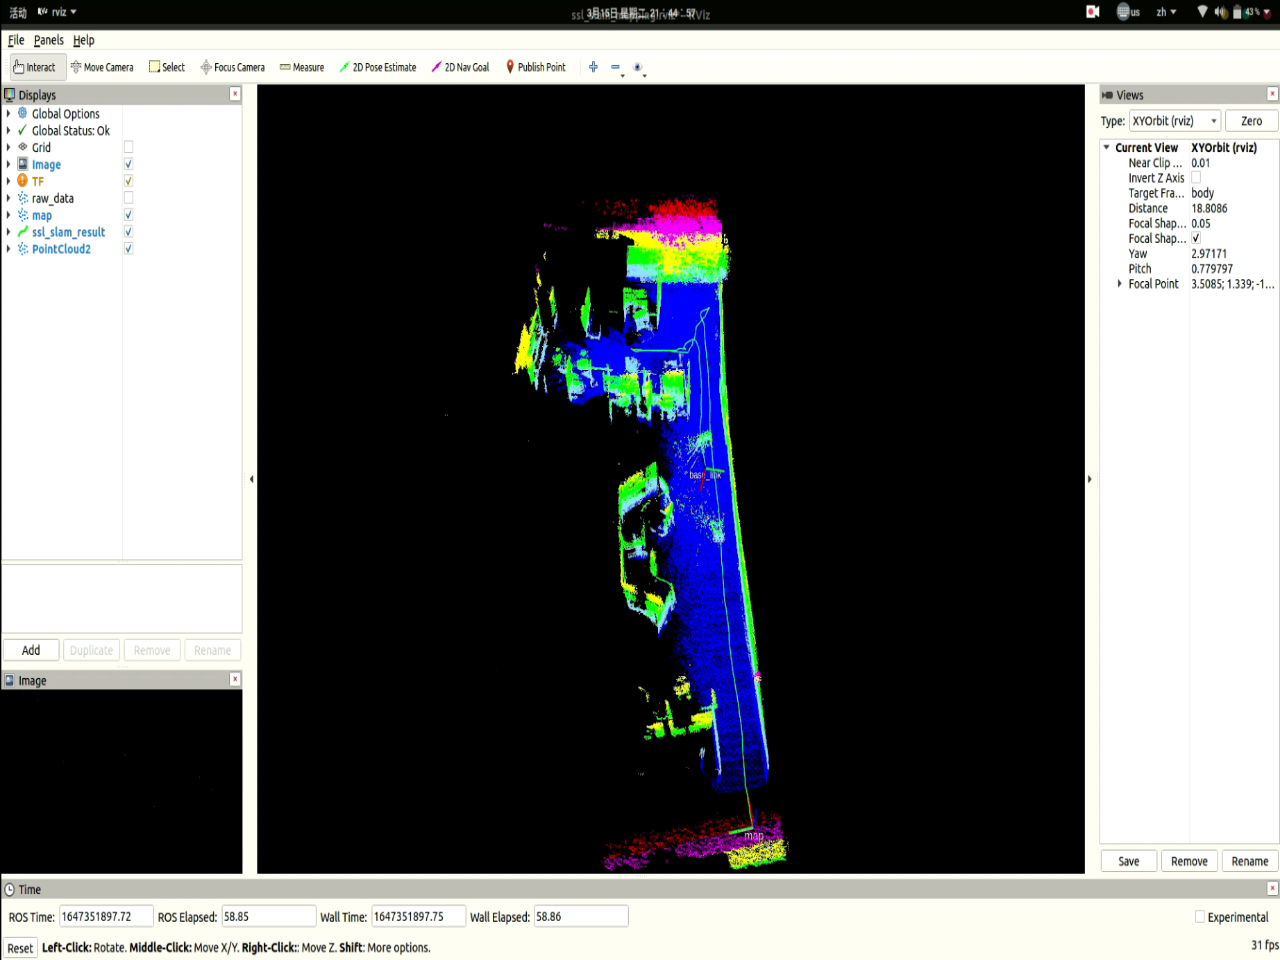 活动 rviz ▾ 3月15日 星期二 21:44:57 us zh ▾ 43% ▾
File Panels Help
Interact Move Camera Select Focus Camera Measure 2D Pose Estimate 2D Nav Goal Publish Point
Displays
Global Options
Global Status: Ok
Grid
Image
TF
raw_data
map
ssl_slam_result
PointCloud2
Add Duplicate Remove Rename
Image
base_link
map
Views
Type: XYOrbit (rviz) Zero
Current View XYOrbit (rviz)
Near Clip ... 0.01
Invert Z Axis
Target Fra... body
Distance 18.8086
Focal Shap... 0.05
Focal Shap... ✓
Yaw 2.97171
Pitch 0.779797
Focal Point 3.5085; 1.339; -1...
Save Remove Rename
Time
ROS Time: 1647351897.72 ROS Elapsed: 58.85 Wall Time: 1647351897.75 Wall Elapsed: 58.86 Experimental
Reset Left-Click: Rotate. Middle-Click: Move X/Y. Right-Click:: Move Z. Shift: More options. 31 fps